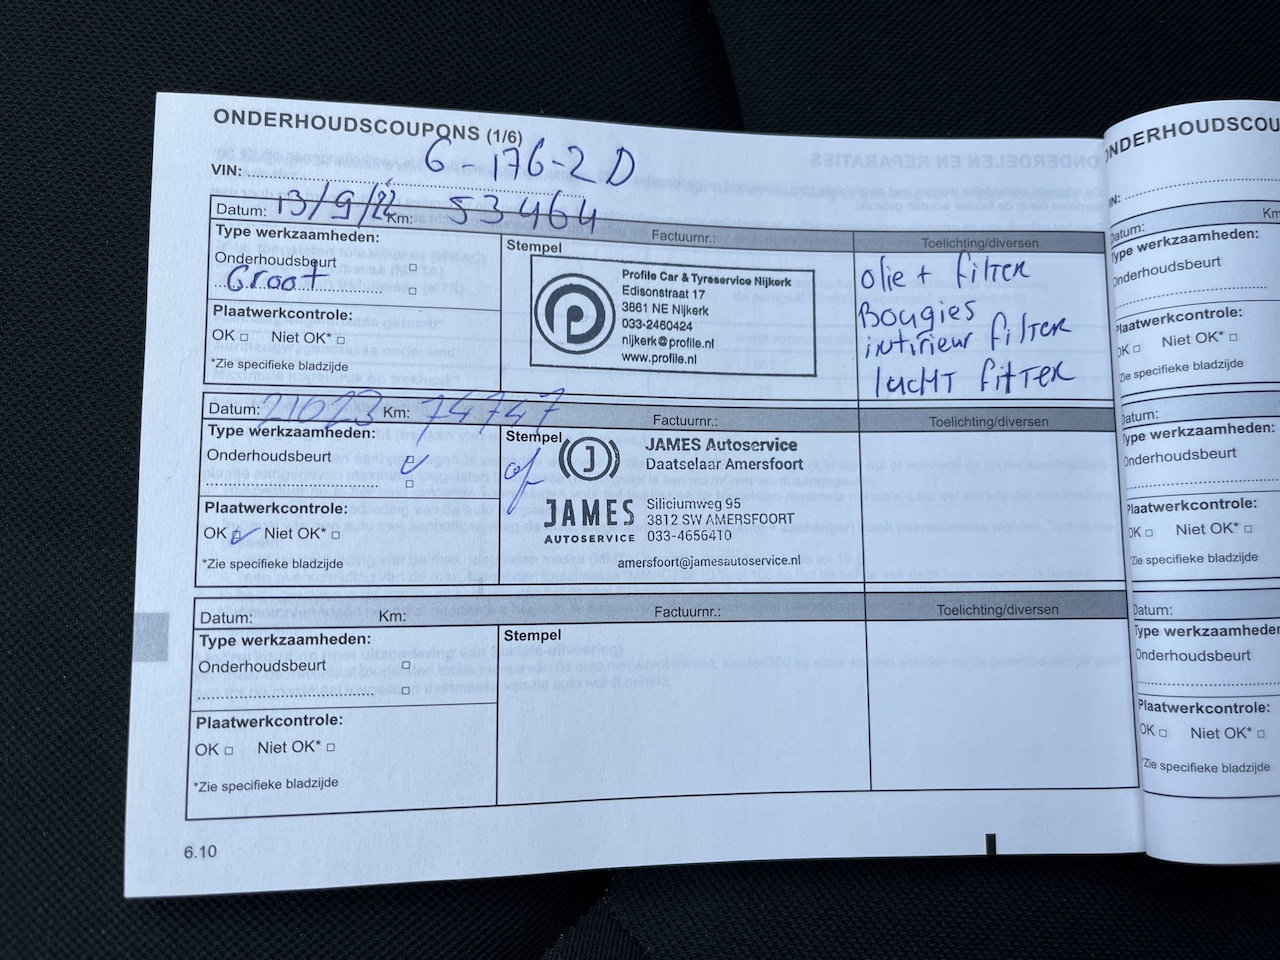 ONDERHOUDSCOUPONS (1/6)
VIN: G-176-2D
Datum: 13/9/22 Km: 53464 Factuurnr.: Toelichting/diversen
Type werkzaamheden:
Onderhoudsbeurt
Groot
Plaatwerkcontrole:
OK Niet OK*
*Zie specifieke bladzijde
Stempel
Profile Car & Tyreservice Nijkerk
Edisonstraat 17
3861 NE Nijkerk
033-2460424
nijkerk@profile.nl
www.profile.nl
olie + filter
Bougies
intirieur filter
lucht filter
Datum: 21023 Km: 74747 Factuurnr.: Toelichting/diversen
Type werkzaamheden:
Onderhoudsbeurt
Plaatwerkcontrole:
OK Niet OK*
*Zie specifieke bladzijde
Stempel
J
JAMES
AUTOSERVICE
JAMES Autoservice
Daatselaar Amersfoort
Siliciumweg 95
3812 SW AMERSFOORT
033-4656410
amersfoort@jamesautoservice.nl
Datum: Km: Factuurnr.: Toelichting/diversen
Type werkzaamheden:
Onderhoudsbeurt
Plaatwerkcontrole:
OK Niet OK*
*Zie specifieke bladzijde
Stempel
6.10
ONDERHOUDSCOU
IN:
Datum: Km
Type werkzaamheden:
Onderhoudsbeurt
Plaatwerkcontrole:
OK Niet OK*
Zie specifieke bladzijde
Datum:
Type werkzaamheden:
Onderhoudsbeurt
Plaatwerkcontrole:
OK Niet OK*
*Zie specifieke bladzijde
Datum:
Type werkzaamheden
Onderhoudsbeurt
Plaatwerkcontrole:
OK Niet OK*
*Zie specifieke bladzijde